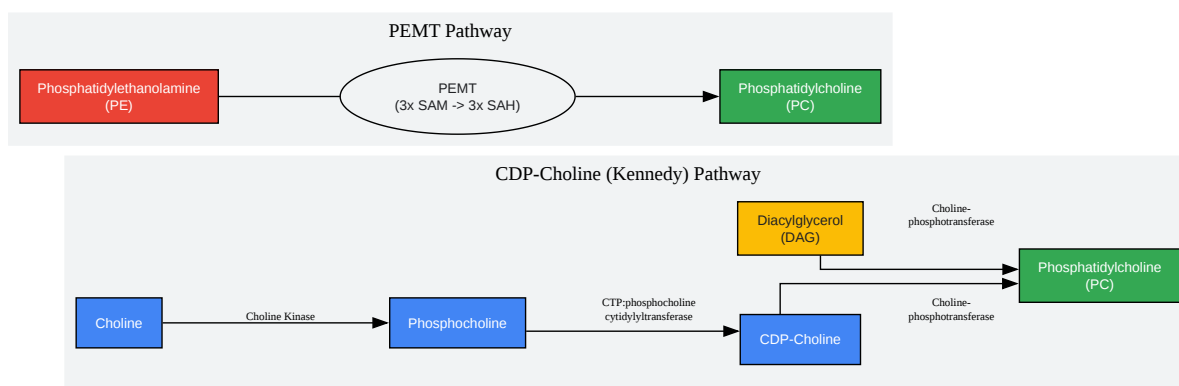 PEMT Pathway
Phosphatidylethanolamine
(PE)
PEMT
(3x SAM -> 3x SAH)
Phosphatidylcholine
(PC)
CDP-Choline (Kennedy) Pathway
Diacylglycerol
(DAG)
Choline-
phosphotransferase
Phosphatidylcholine
(PC)
Choline
Choline Kinase
Phosphocholine
CTP:phosphocholine
cytidylyltransferase
CDP-Choline
Choline-
phosphotransferase